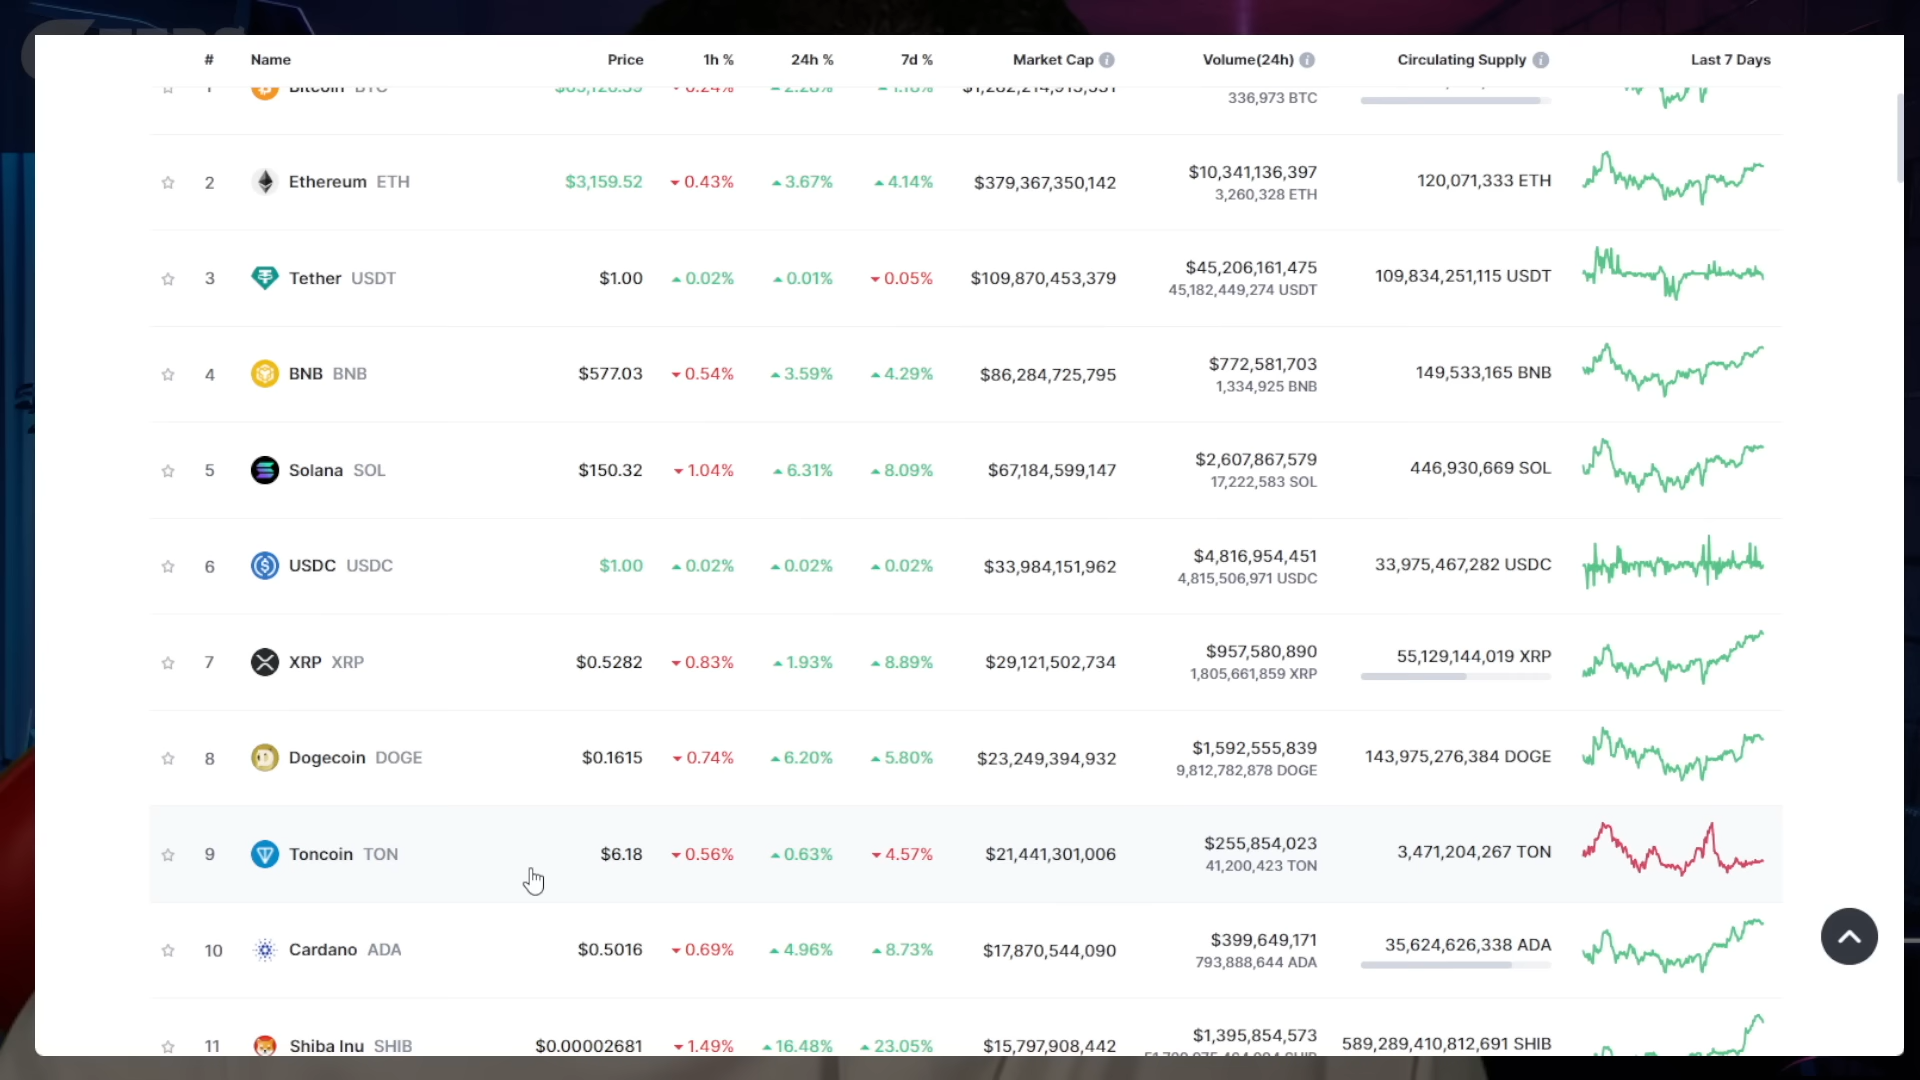 # Name Price 1h % 24h % 7d % Market Cap Volume(24h) Circulating Supply Last 7 Days
1 Bitcoin BTC
336,973 BTC
2 Ethereum ETH $3,159.52 0.43% 3.67% 4.14% $379,367,350,142 $10,341,136,397 120,071,333 ETH
3,260,328 ETH
3 Tether USDT $1.00 0.02% 0.01% 0.05% $109,870,453,379 $45,206,161,475 109,834,251,115 USDT
45,182,449,274 USDT
4 BNB BNB $577.03 0.54% 3.59% 4.29% $86,284,725,795 $772,581,703 149,533,165 BNB
1,334,925 BNB
5 Solana SOL $150.32 1.04% 6.31% 8.09% $67,184,599,147 $2,607,867,579 446,930,669 SOL
17,222,583 SOL
6 USDC USDC $1.00 0.02% 0.02% 0.02% $33,984,151,962 $4,816,954,451 33,975,467,282 USDC
4,815,506,971 USDC
7 XRP XRP $0.5282 0.83% 1.93% 8.89% $29,121,502,734 $957,580,890 55,129,144,019 XRP
1,805,661,859 XRP
8 Dogecoin DOGE $0.1615 0.74% 6.20% 5.80% $23,249,394,932 $1,592,555,839 143,975,276,384 DOGE
9,812,782,878 DOGE
9 Toncoin TON $6.18 0.56% 0.63% 4.57% $21,441,301,006 $255,854,023 3,471,204,267 TON
41,200,423 TON
10 Cardano ADA $0.5016 0.69% 4.96% 8.73% $17,870,544,090 $399,649,171 35,624,626,338 ADA
793,888,644 ADA
11 Shiba Inu SHIB $0.00002681 1.49% 16.48% 23.05% $15,797,908,442 $1,395,854,573 589,289,410,812,691 SHIB